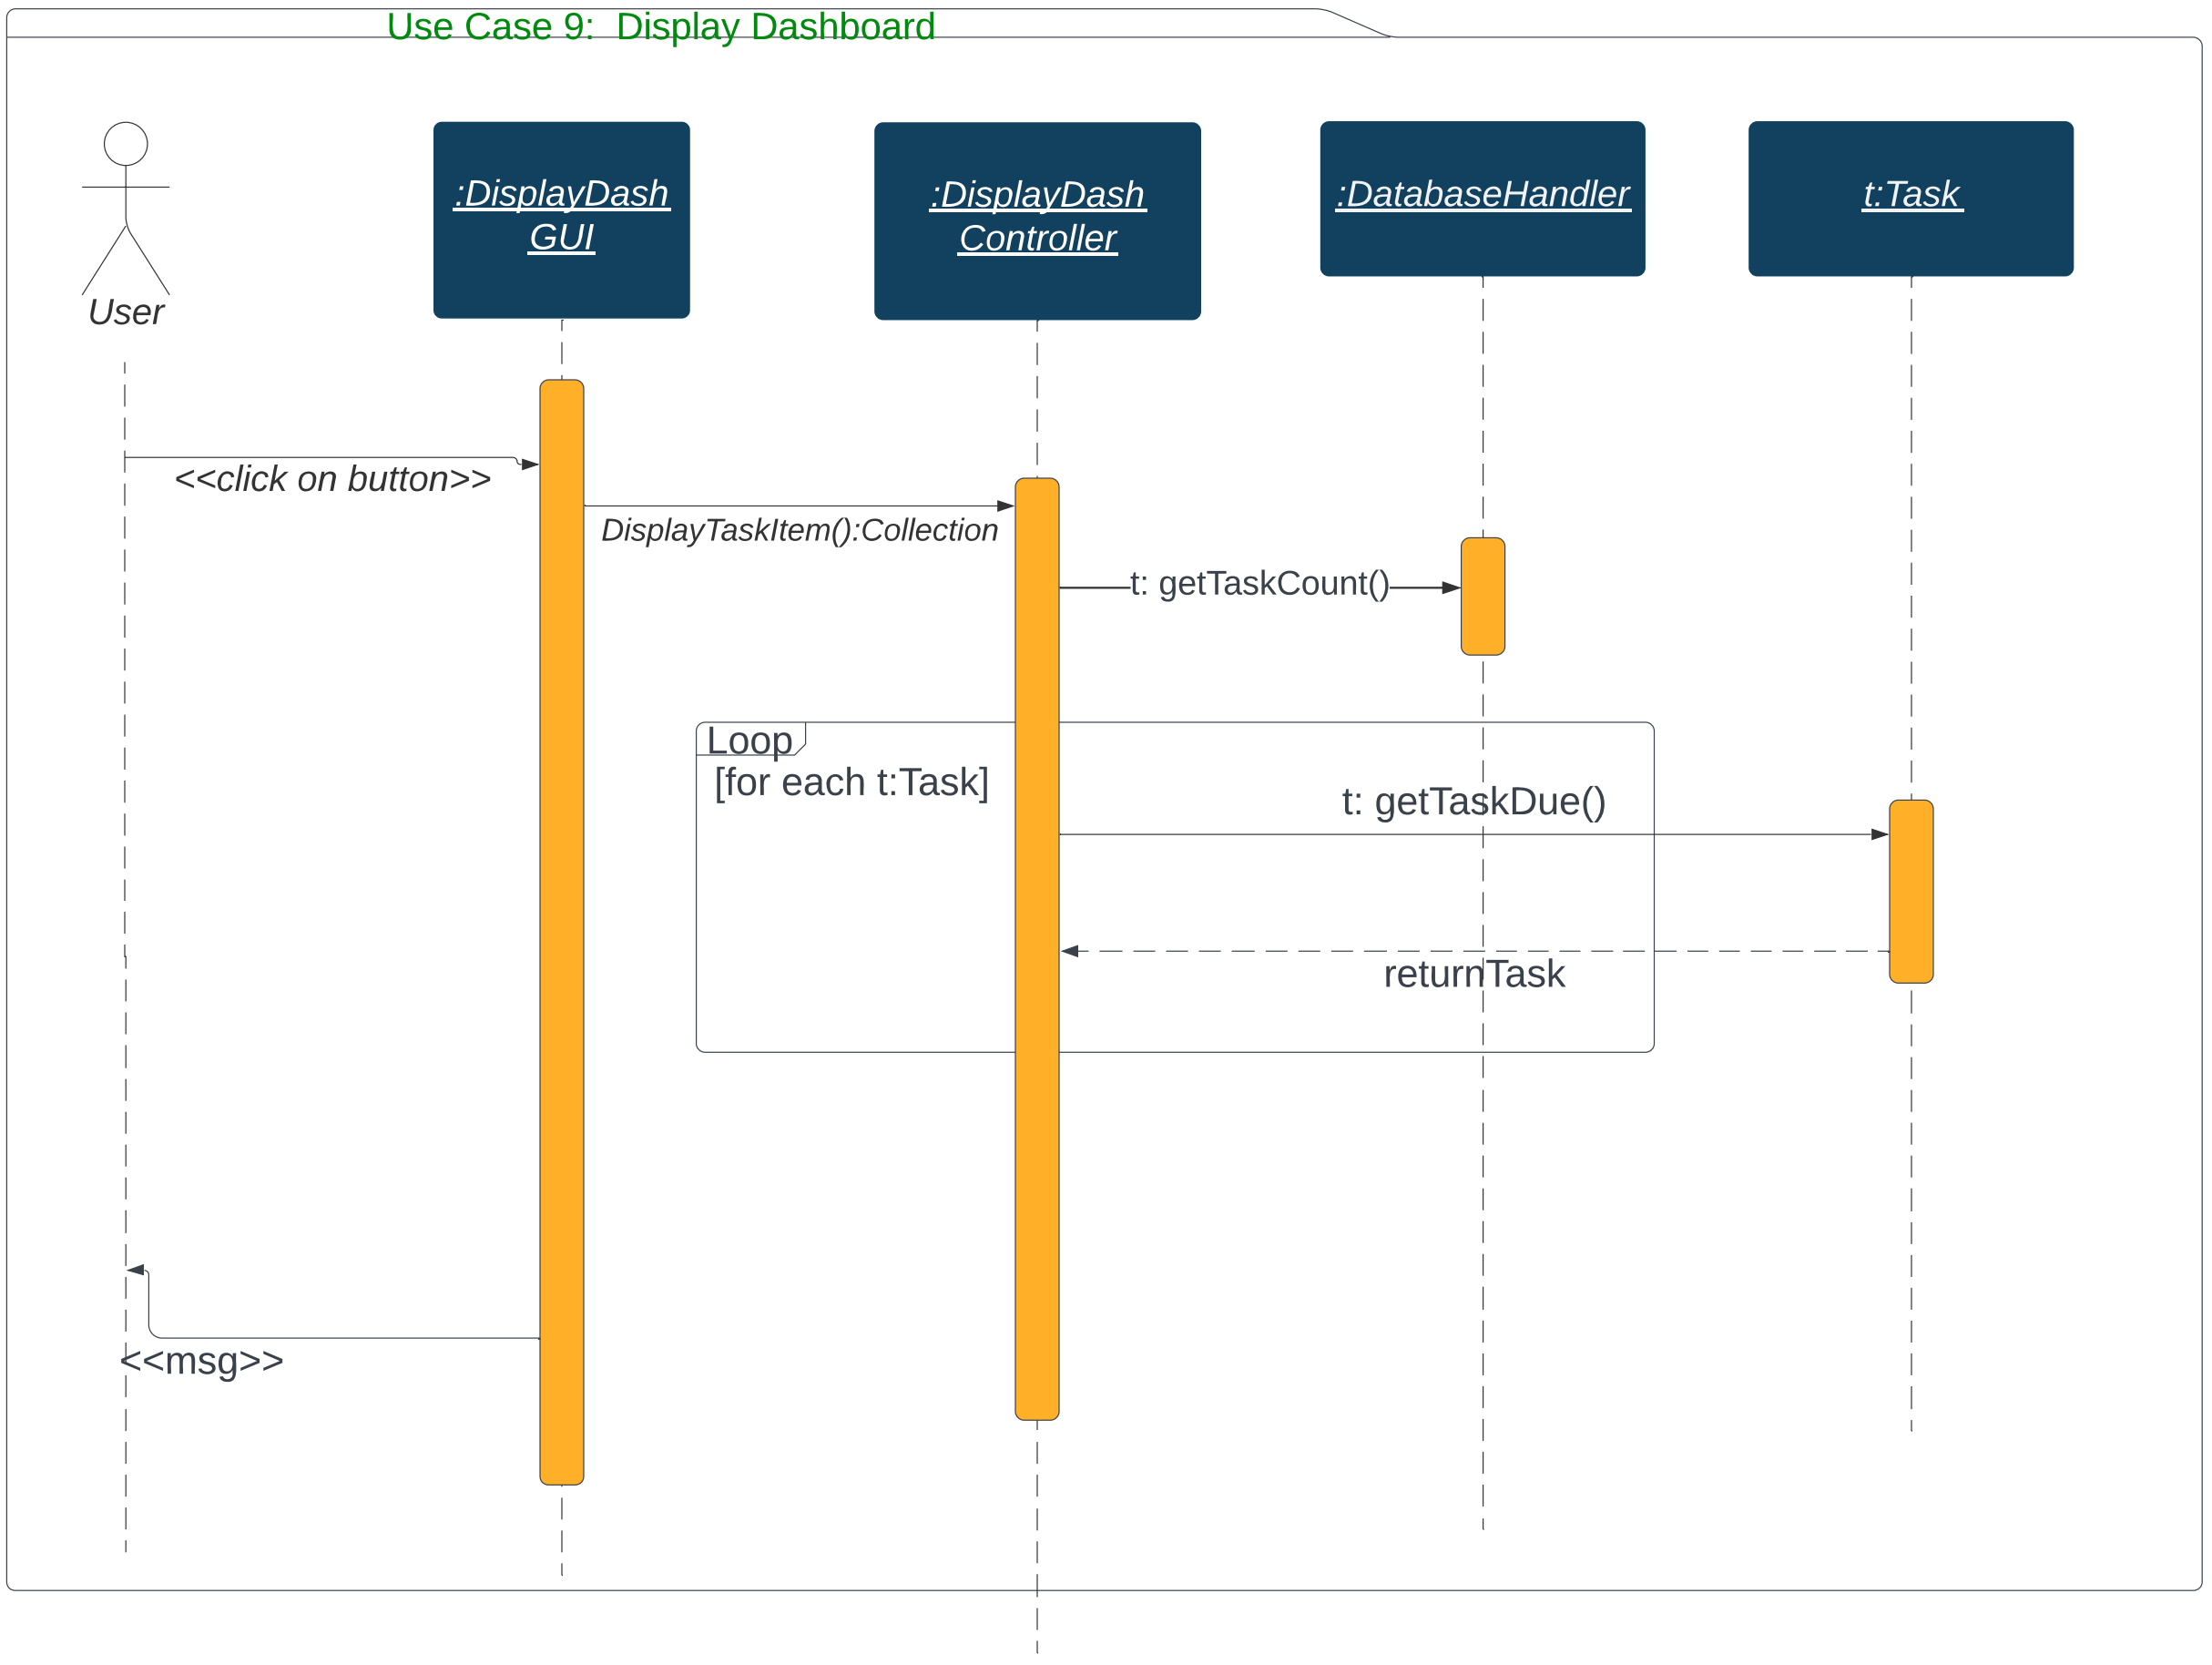 Use Case 9:  Display Dashboard
User
:DisplayDash
GUI
:DisplayDash
Controller
:DatabaseHandler
t:Task
<<click on button>>
DisplayTaskItem():Collection
t: getTaskCount()
Loop
[for each t:Task]
t: getTaskDue()
returnTask
<<msg>>